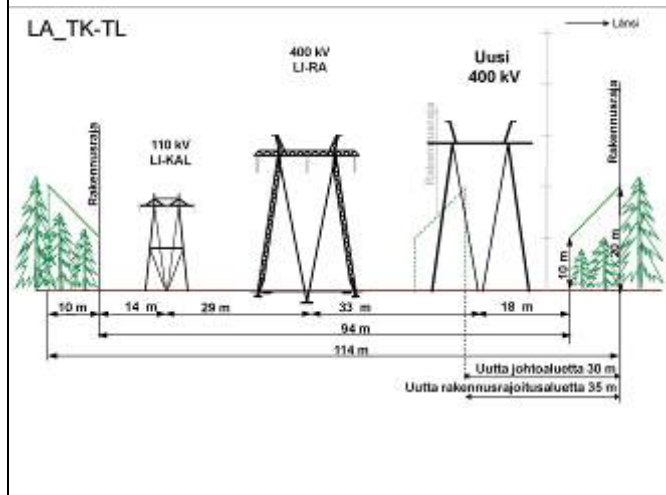 LA_TK-TL
Länsi
400 kV
LI-RA
Uusi
400 kV
110 kV
LI-KAL
Rakennusraja
Rakennusraja
Rakennusraja
10 m
20 m
10 m
14 m
29 m
33 m
18 m
94 m
114 m
Uutta johtoaluetta 30 m
Uutta rakennusrajoitusaluetta 35 m